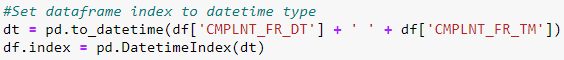 #Set dataframe index to datetime type
dt = pd.to_datetime(df['CMPLNT_FR_DT'] + ' ' + df['CMPLNT_FR_TM'])
df.index = pd.DatetimeIndex(dt)